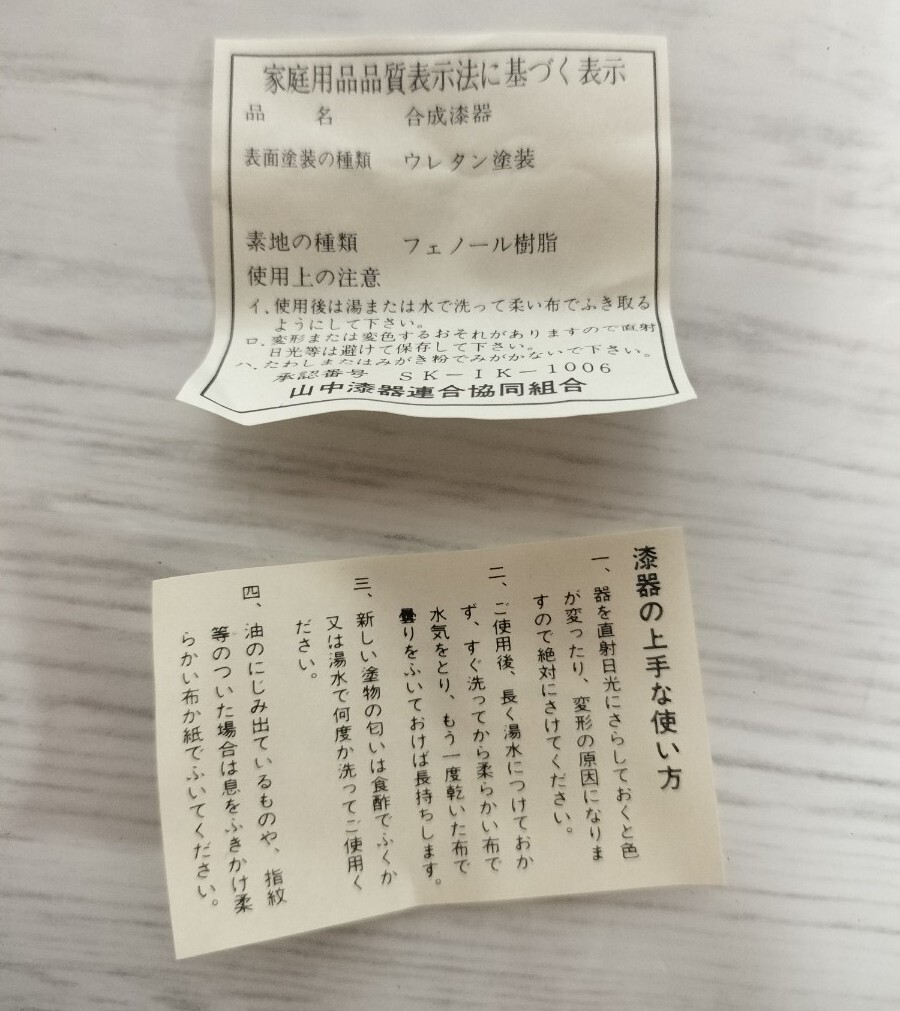 家庭用品品質表示法に基づく表示
品　名　合成漆器
表面塗装の種類　ウレタン塗装
素地の種類　フェノール樹脂
使用上の注意
イ、使用後は湯または水で洗って柔い布でふき取る
ようにして下さい。
ロ、変形または変色するおそれがありますので直射
日光等は避けて保存して下さい。
ハ、たわしまたはみがき粉でみがかないで下さい。
承認番号　SK－IK－1006
山中漆器連合協同組合
漆器の上手な使い方
一、器を直射日光にさらしておくと色
が変ったり、変形の原因になりま
すので絶対にさけてください。
二、ご使用後、長く湯水につけておか
ず、すぐ洗ってから柔らかい布で
水気をとり、もう一度乾いた布で
曇りをふいておけば長持ちします。
三、新しい塗物の匂いは食酢でふくか
又は湯水で何度か洗ってご使用く
ださい。
四、油のにじみ出ているものや、指紋
等のついた場合は息をふきかけ柔
らかい布か紙でふいてください。